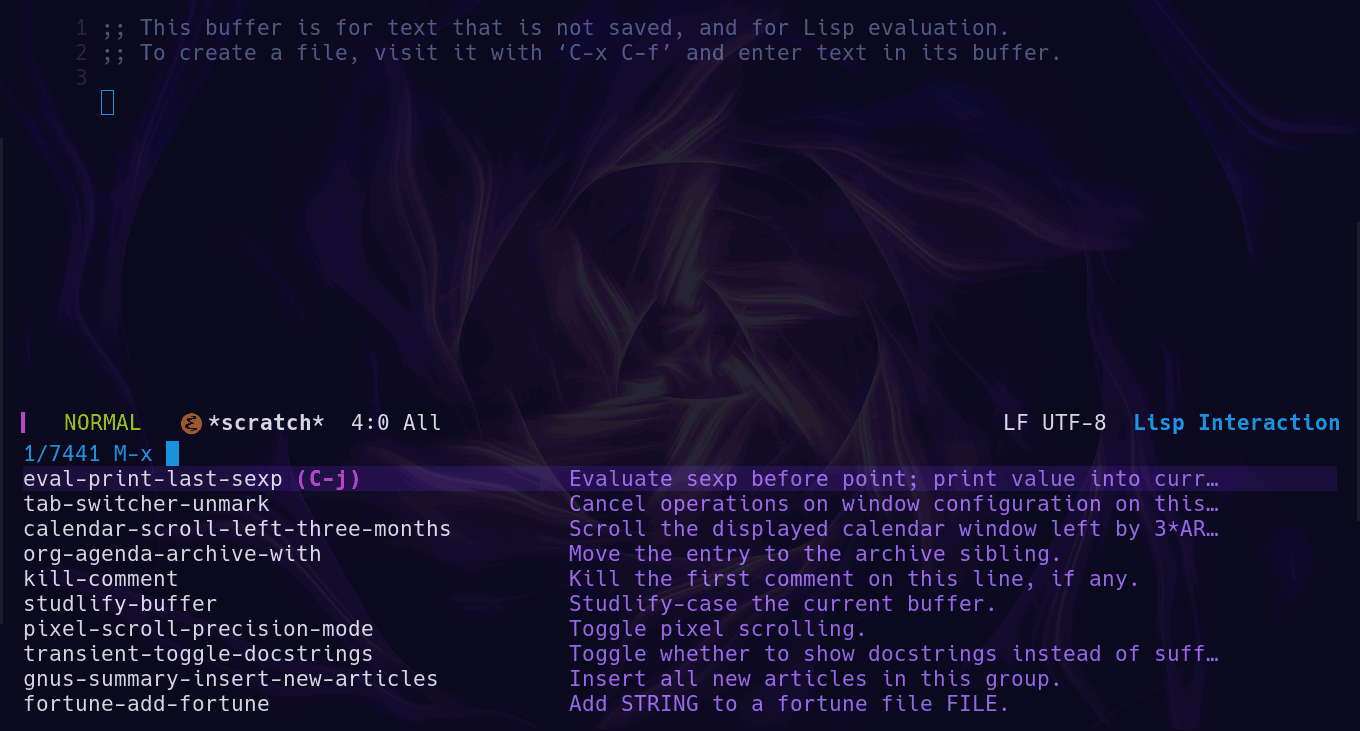 1 ;; This buffer is for text that is not saved, and for Lisp evaluation.
2 ;; To create a file, visit it with ‘C-x C-f’ and enter text in its buffer.
3
NORMAL *scratch* 4:0 All LF UTF-8 Lisp Interaction
1/7441 M-x
eval-print-last-sexp (C-j) Evaluate sexp before point; print value into curr…
tab-switcher-unmark Cancel operations on window configuration on this…
calendar-scroll-left-three-months Scroll the displayed calendar window left by 3*AR…
org-agenda-archive-with Move the entry to the archive sibling.
kill-comment Kill the first comment on this line, if any.
studlify-buffer Studlify-case the current buffer.
pixel-scroll-precision-mode Toggle pixel scrolling.
transient-toggle-docstrings Toggle whether to show docstrings instead of suff…
gnus-summary-insert-new-articles Insert all new articles in this group.
fortune-add-fortune Add STRING to a fortune file FILE.